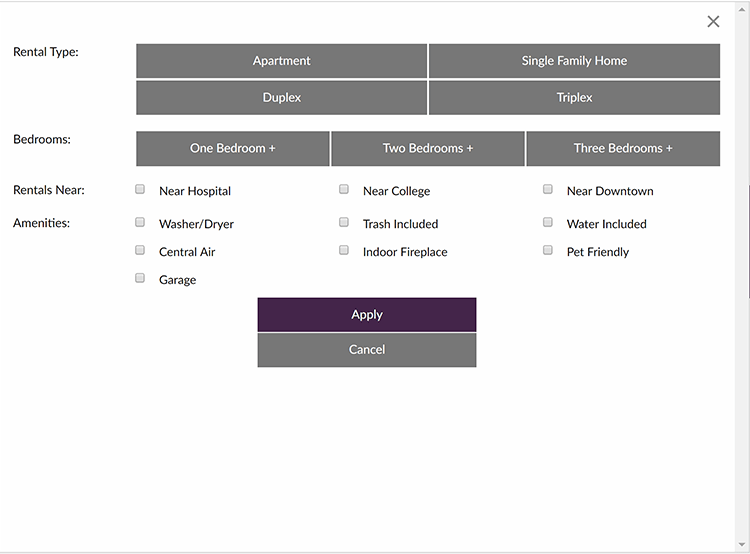 Rental Type:
Apartment Single Family Home
Duplex Triplex
Bedrooms:
One Bedroom + Two Bedrooms + Three Bedrooms +
Rentals Near: Near Hospital Near College Near Downtown
Amenities: Washer/Dryer Trash Included Water Included
Central Air Indoor Fireplace Pet Friendly
Garage
Apply
Cancel